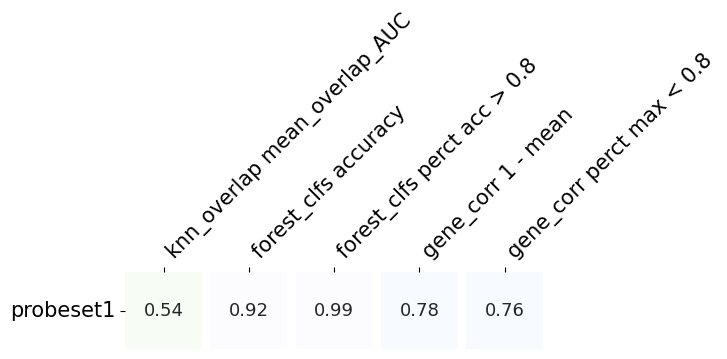 knn_overlap mean_overlap_AUC
forest_clfs accuracy
forest_clfs perct acc > 0.8
gene_corr 1 - mean
gene_corr perct max < 0.8
probeset1 0.54 0.92 0.99 0.78 0.76